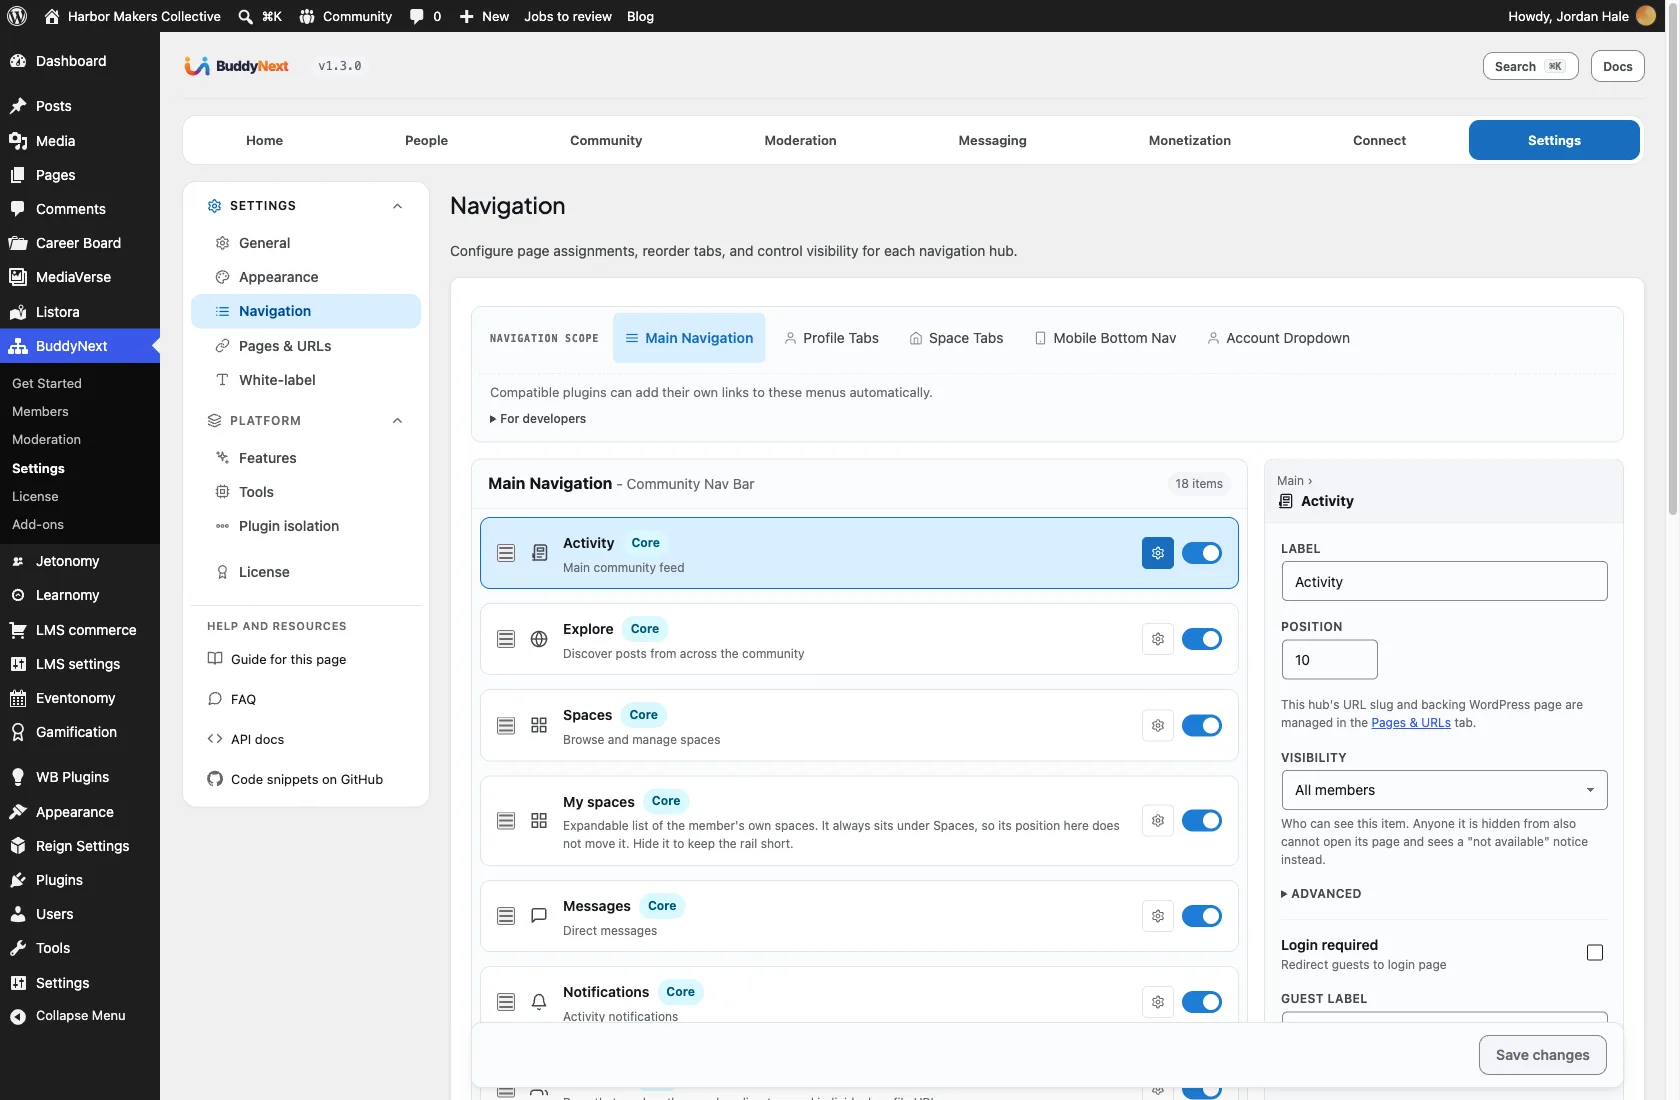 Harbor Makers Collective
⌘K
Community
0
New
Jobs to review
Blog
Howdy, Jordan Hale
Dashboard
Posts
Media
Pages
Comments
Career Board
MediaVerse
Listora
BuddyNext
Get Started
Members
Moderation
Settings
License
Add-ons
Jetonomy
Learnomy
LMS commerce
LMS settings
Eventonomy
Gamification
WB Plugins
Appearance
Reign Settings
Plugins
Users
Tools
Settings
Collapse Menu
BuddyNext
v1.3.0
Search ⌘K
Docs
Home
People
Community
Moderation
Messaging
Monetization
Connect
Settings
SETTINGS
General
Appearance
Navigation
Pages & URLs
White-label
PLATFORM
Features
Tools
Plugin isolation
License
HELP AND RESOURCES
Guide for this page
FAQ
API docs
Code snippets on GitHub
Navigation
Configure page assignments, reorder tabs, and control visibility for each navigation hub.
NAVIGATION SCOPE
Main Navigation
Profile Tabs
Space Tabs
Mobile Bottom Nav
Account Dropdown
Compatible plugins can add their own links to these menus automatically.
For developers
Main Navigation - Community Nav Bar
18 items
Activity Core
Main community feed
Explore Core
Discover posts from across the community
Spaces Core
Browse and manage spaces
My spaces Core
Expandable list of the member's own spaces. It always sits under Spaces, so its position here does
not move it. Hide it to keep the rail short.
Messages Core
Direct messages
Notifications Core
Activity notifications
Main ›
Activity
LABEL
Activity
POSITION
10
This hub's URL slug and backing WordPress page are
managed in the Pages & URLs tab.
VISIBILITY
All members
Who can see this item. Anyone it is hidden from also
cannot open its page and sees a "not available" notice
instead.
ADVANCED
Login required
Redirect guests to login page
GUEST LABEL
Save changes